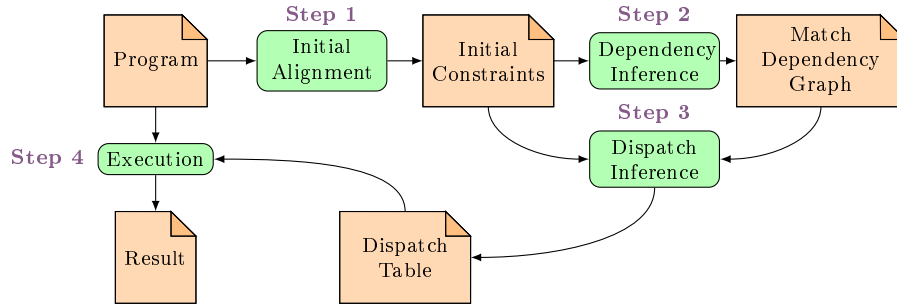 Step 1
Step 2
Program
Initial
Alignment
Initial
Constraints
Dependency
Inference
Match
Dependency
Graph
Step 3
Step 4
Execution
Dispatch
Inference
Result
Dispatch
Table